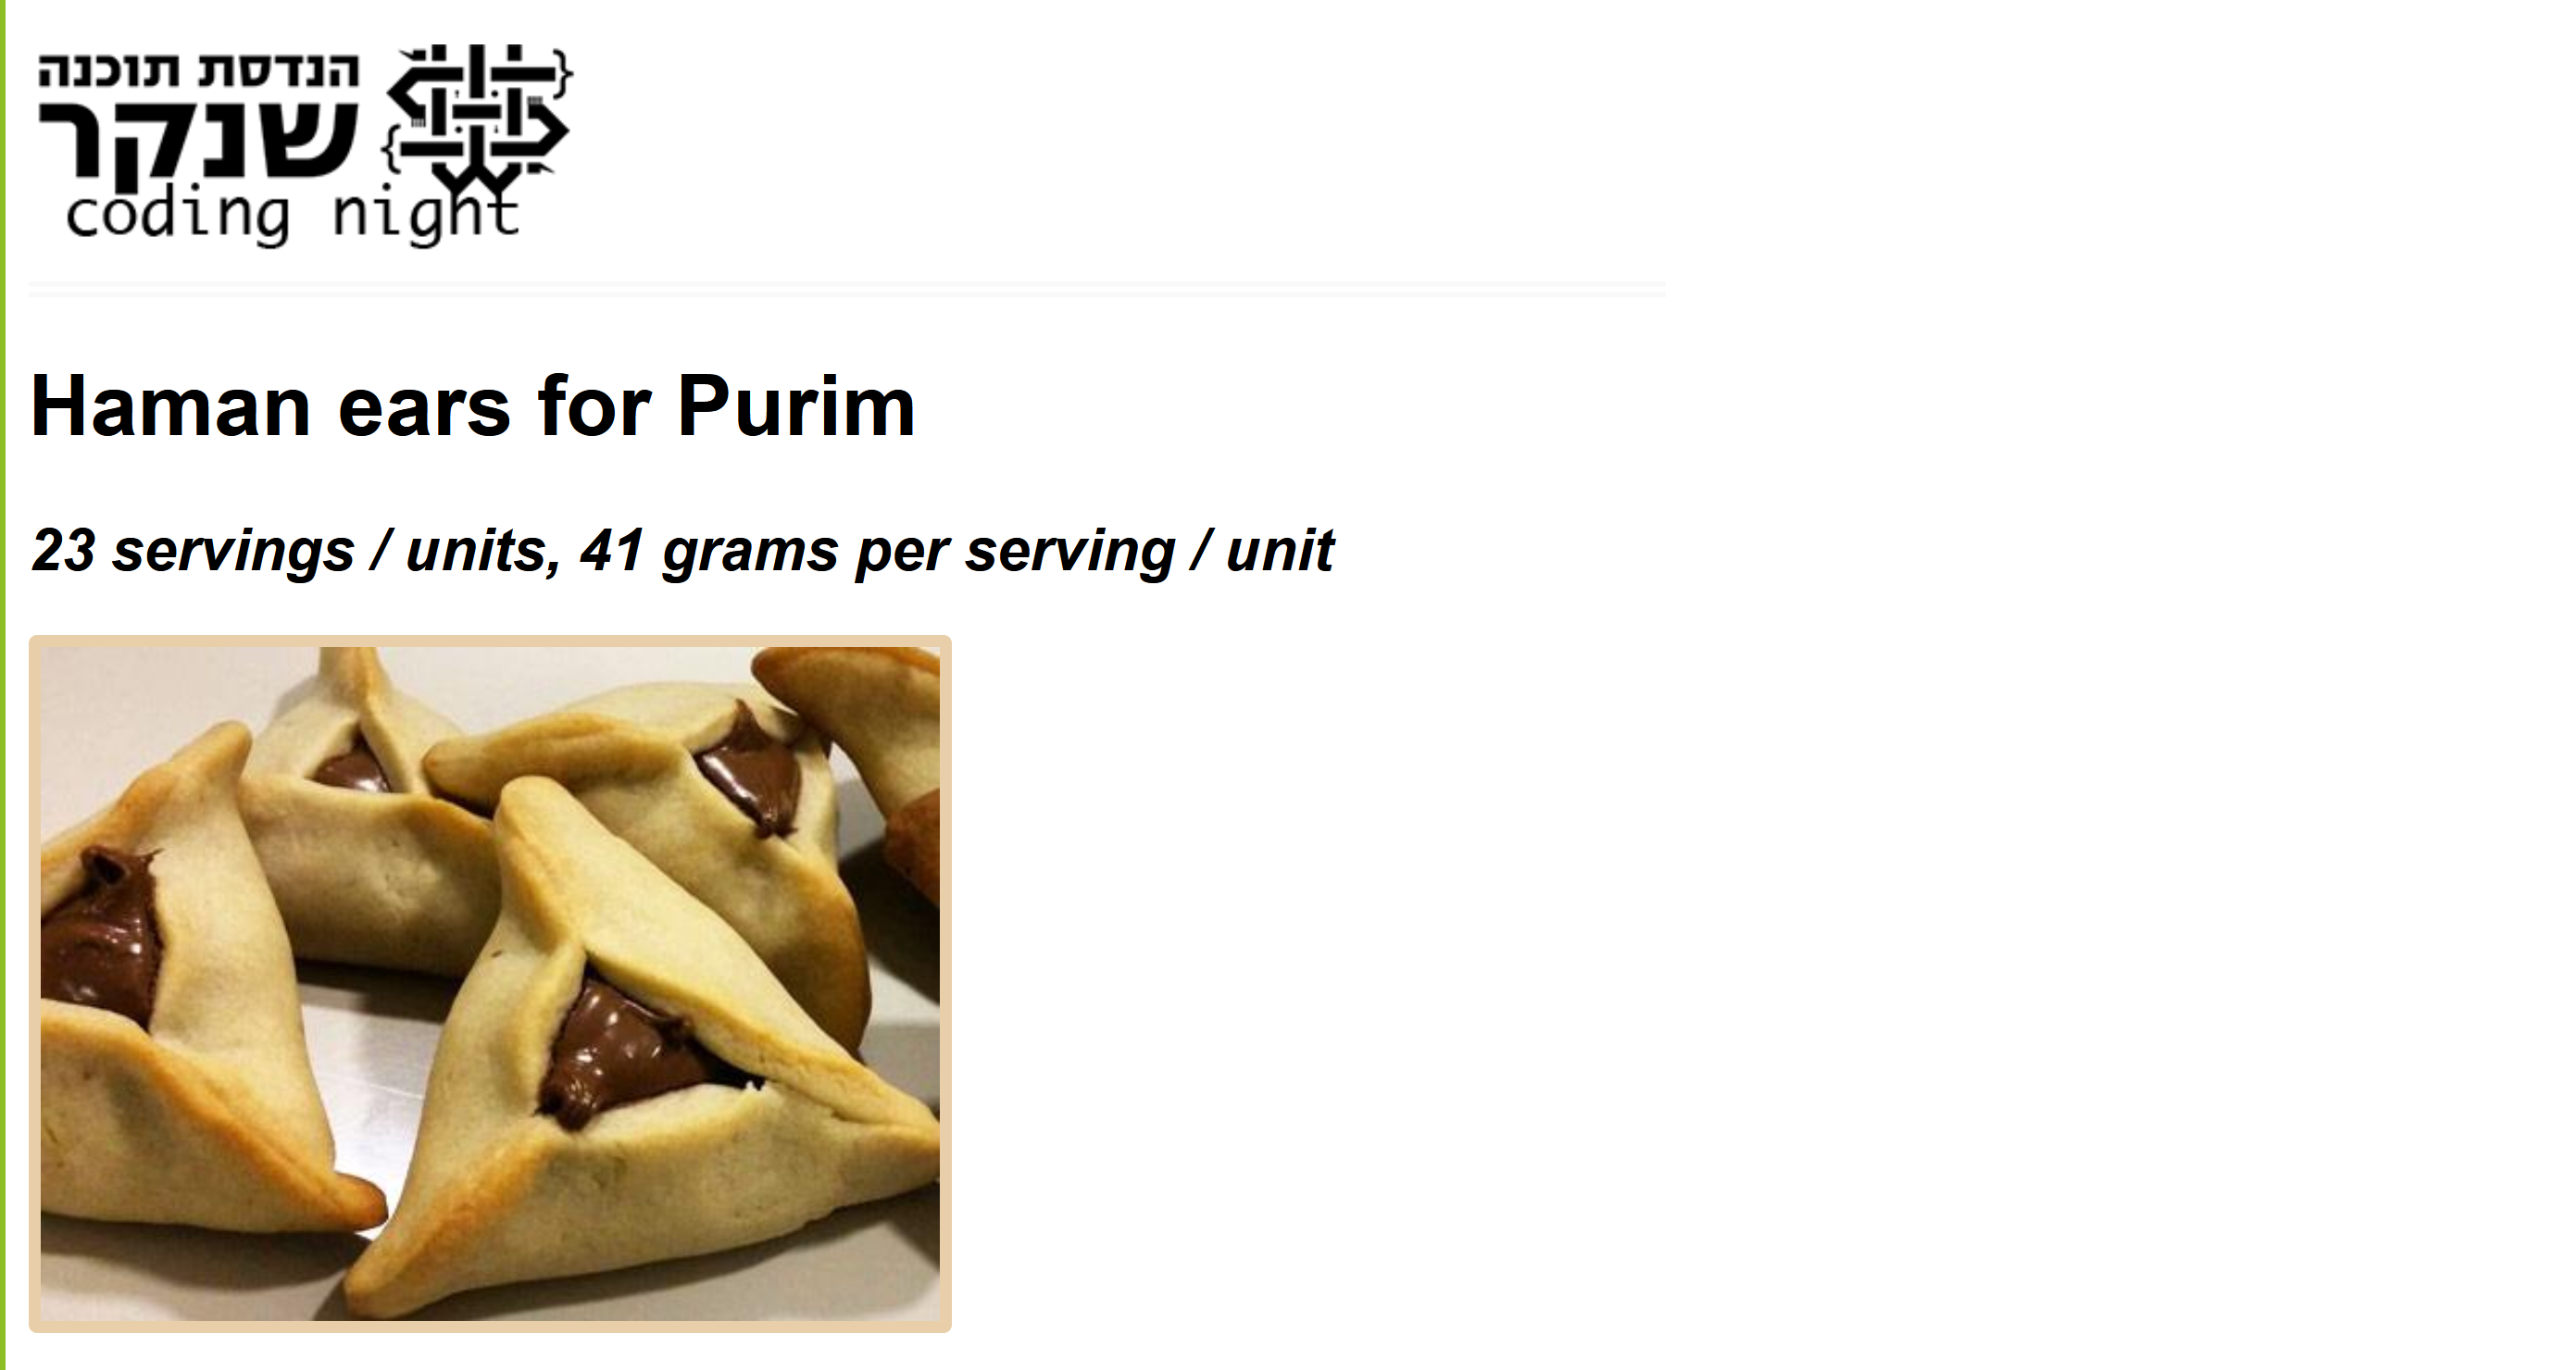 הנדסת תוכנה
שנקר
coding night
Haman ears for Purim
23 servings / units, 41 grams per serving / unit